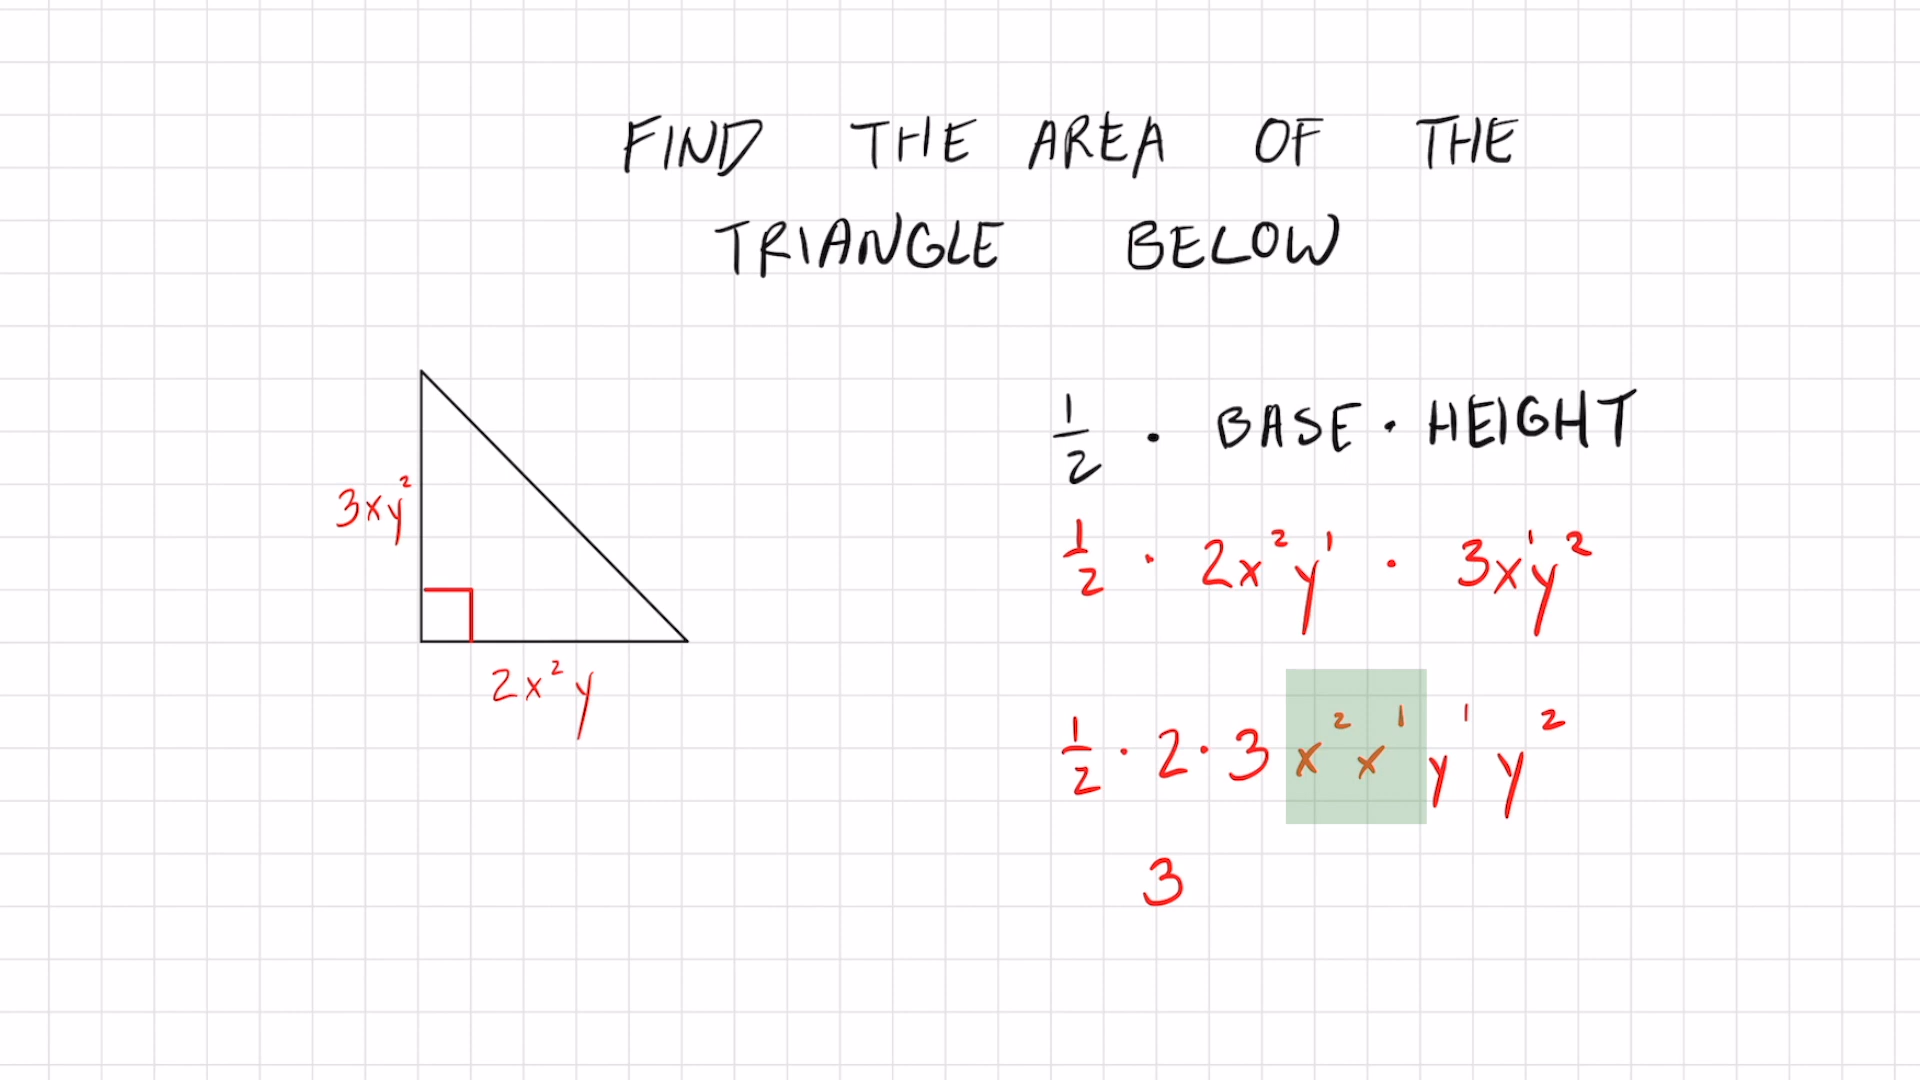 FIND THE AREA OF THE
TRIANGLE BELOW
1/2 · BASE · HEIGHT
3xy²
1/2 · 2x²y¹ · 3x¹y²
2x²y
1/2 · 2 · 3 x² x¹ y¹ y²
3